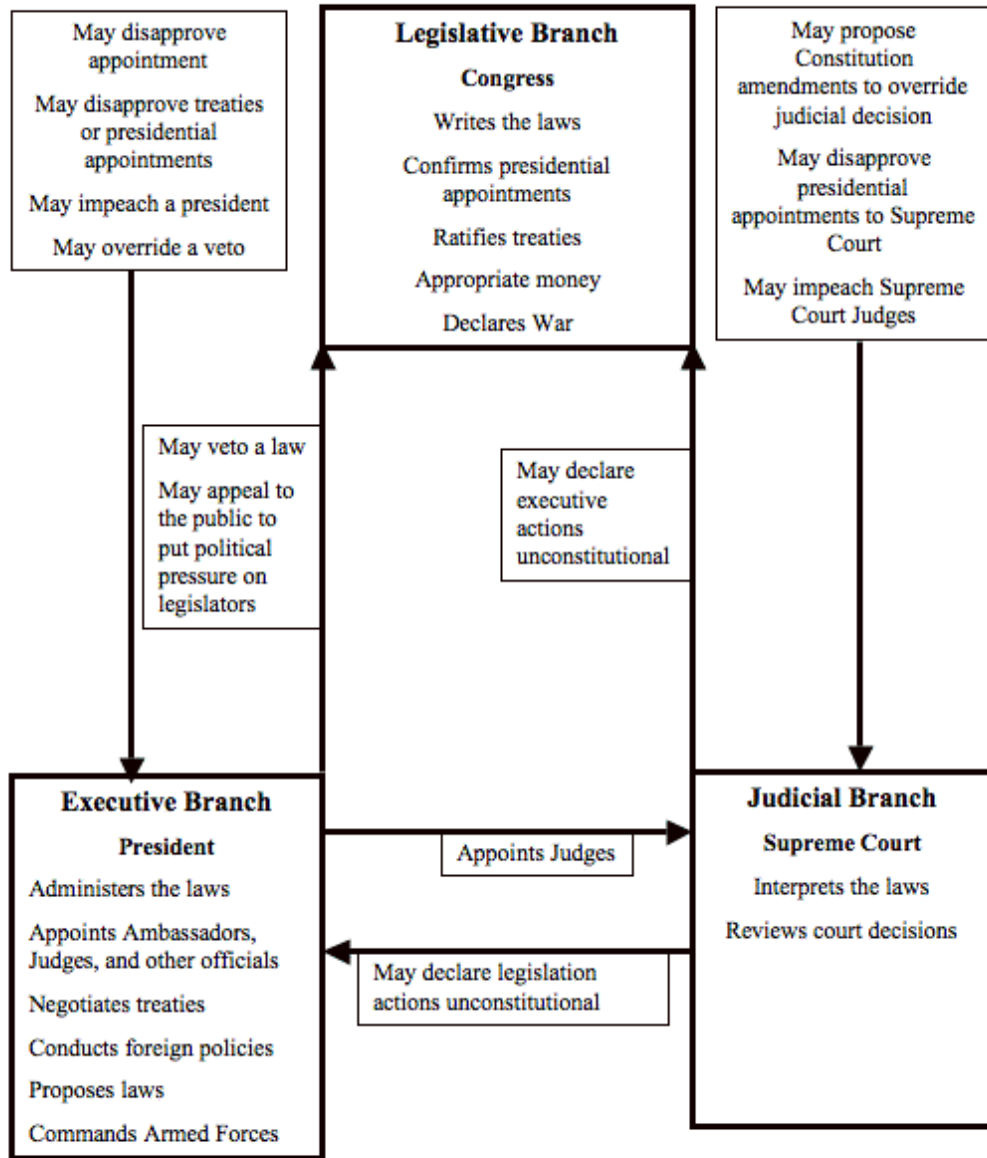 May disapprove
appointment
May disapprove treaties
or presidential
appointments
May impeach a president
May override a veto
Legislative Branch
Congress
Writes the laws
Confirms presidential
appointments
Ratifies treaties
Appropriate money
Declares War
May propose
Constitution
amendments to override
judicial decision
May disapprove
presidential
appointments to Supreme
Court
May impeach Supreme
Court Judges
May veto a law
May appeal to
the public to
put political
pressure on
legislators
May declare
executive
actions
unconstitutional
Executive Branch
President
Administers the laws
Appoints Ambassadors,
Judges, and other officials
Negotiates treaties
Conducts foreign policies
Proposes laws
Commands Armed Forces
Appoints Judges
May declare legislation
actions unconstitutional
Judicial Branch
Supreme Court
Interprets the laws
Reviews court decisions